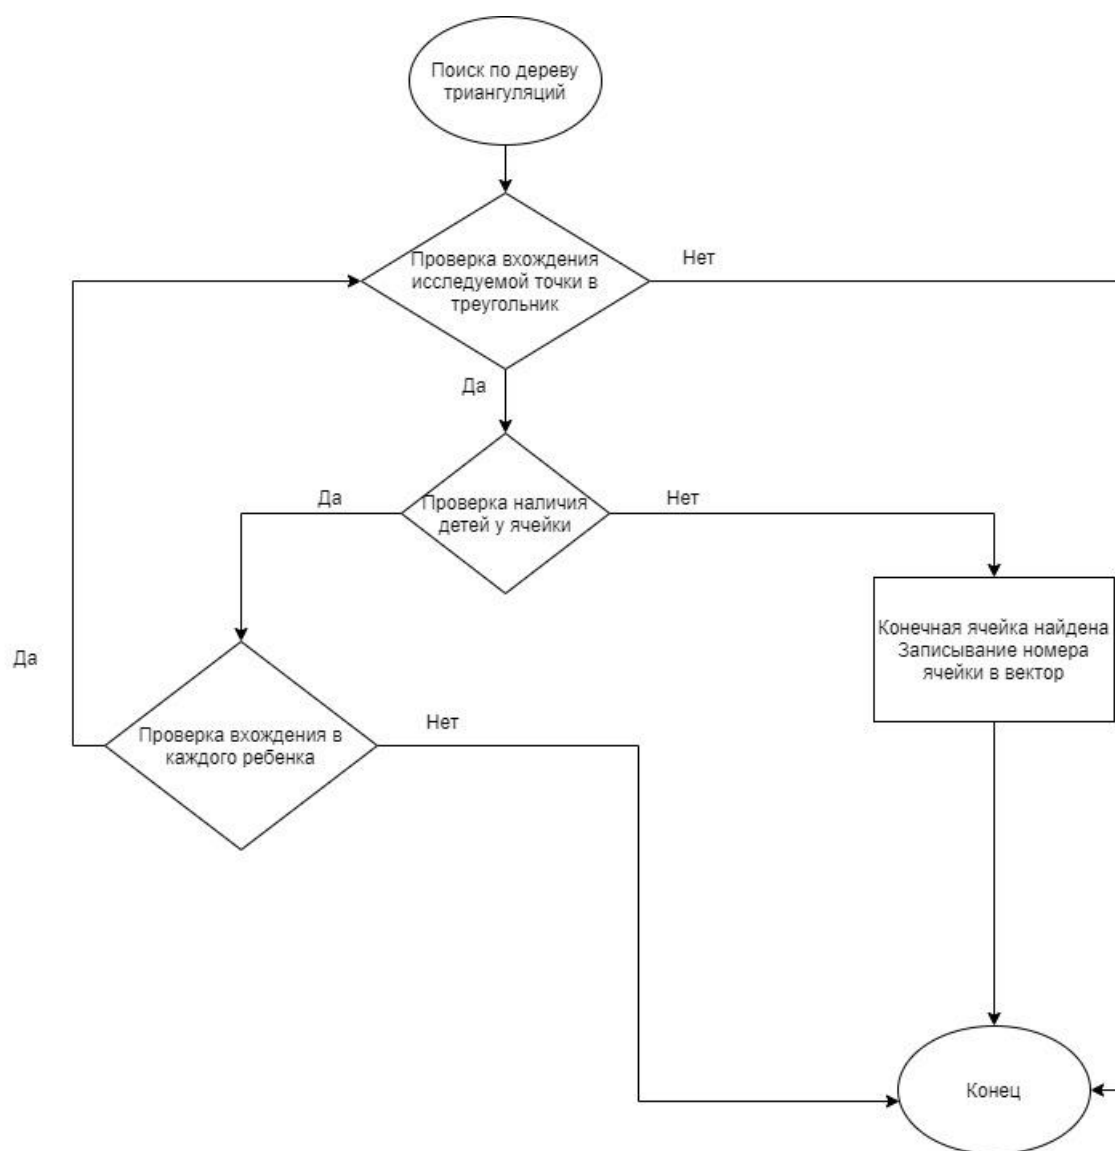 Поиск по дереву
триангуляций
Проверка вхождения
исследуемой точки в
треугольник
Нет
Да
Да
Проверка наличия
детей у ячейки
Нет
Конечная ячейка найдена
Записывание номера
ячейки в вектор
Да
Проверка вхождения в
каждого ребенка
Нет
Конец